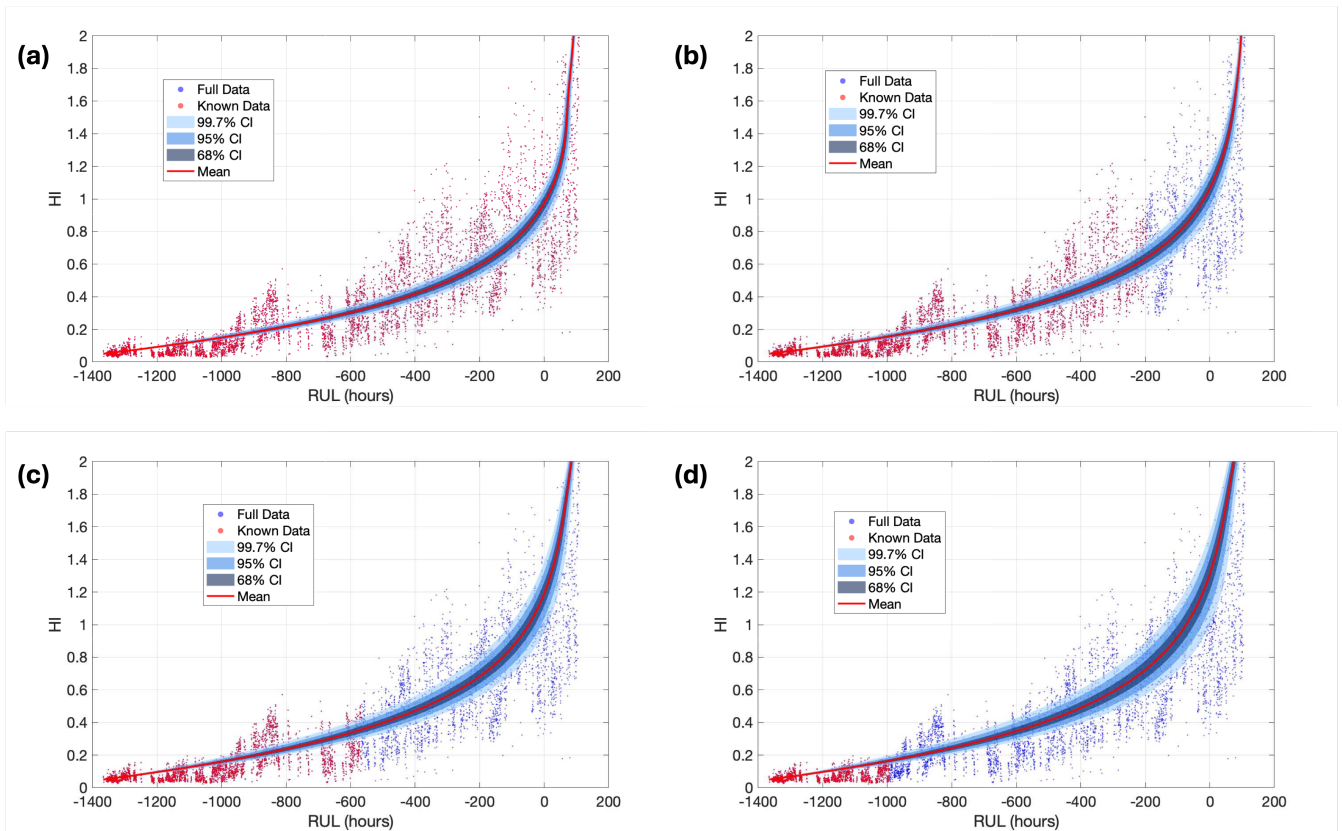 (a)
2
1.8
1.6
1.4
1.2
1
0.8
0.6
0.4
0.2
0
HI
Full Data
Known Data
99.7% CI
95% CI
68% CI
Mean
-1400 -1200 -1000 -800 -600 -400 -200 0 200
RUL (hours)
(b)
2
1.8
1.6
1.4
1.2
1
0.8
0.6
0.4
0.2
0
HI
Full Data
Known Data
99.7% CI
95% CI
68% CI
Mean
-1400 -1200 -1000 -800 -600 -400 -200 0 200
RUL (hours)
(c)
2
1.8
1.6
1.4
1.2
1
0.8
0.6
0.4
0.2
0
HI
Full Data
Known Data
99.7% CI
95% CI
68% CI
Mean
-1400 -1200 -1000 -800 -600 -400 -200 0 200
RUL (hours)
(d)
2
1.8
1.6
1.4
1.2
1
0.8
0.6
0.4
0.2
0
HI
Full Data
Known Data
99.7% CI
95% CI
68% CI
Mean
-1400 -1200 -1000 -800 -600 -400 -200 0 200
RUL (hours)